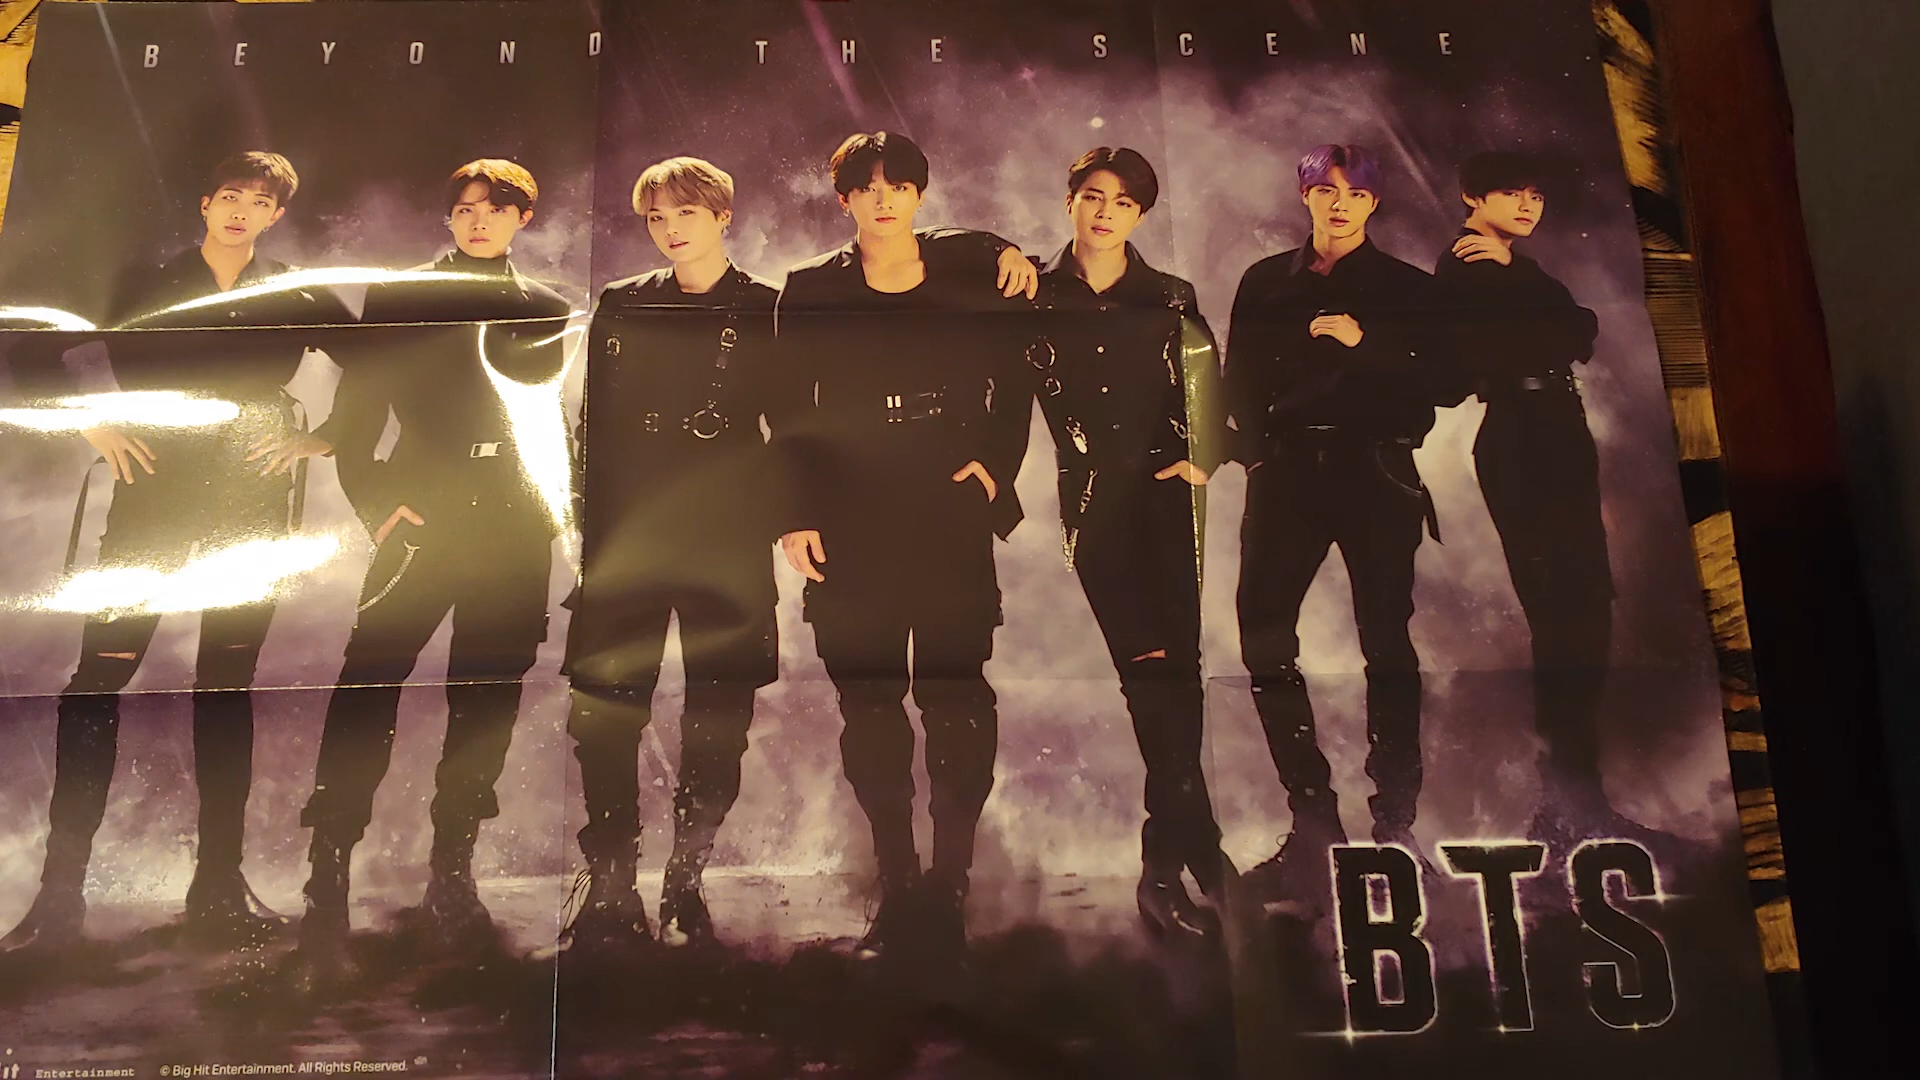 BEYOND THE SCENE
BTS
Entertainment
© Big Hit Entertainment. All Rights Reserved.